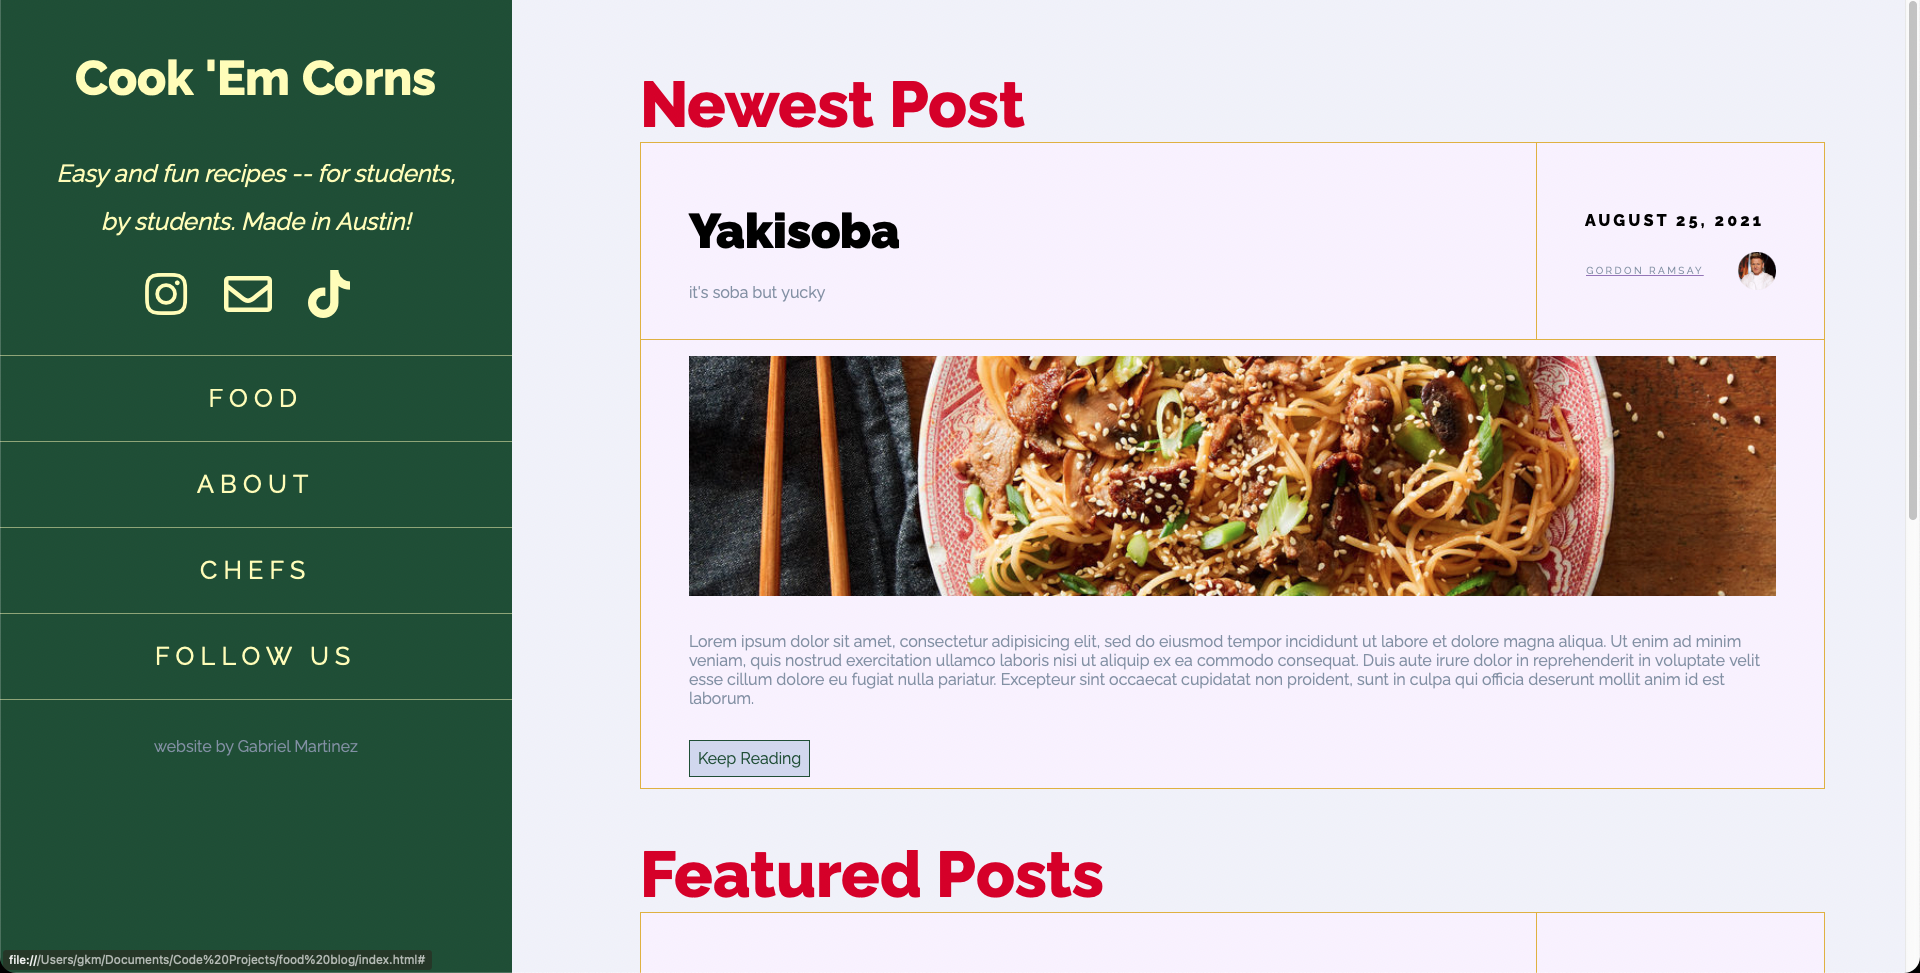 Cook 'Em Corns
Easy and fun recipes -- for students,
by students. Made in Austin!
FOOD
ABOUT
CHEFS
FOLLOW US
website by Gabriel Martinez
file:///Users/gkm/Documents/Code%20Projects/food%20blog/index.html#
Newest Post
Yakisoba
it's soba but yucky
AUGUST 25, 2021
GORDON RAMSAY
Lorem ipsum dolor sit amet, consectetur adipisicing elit, sed do eiusmod tempor incididunt ut labore et dolore magna aliqua. Ut enim ad minim
veniam, quis nostrud exercitation ullamco laboris nisi ut aliquip ex ea commodo consequat. Duis aute irure dolor in reprehenderit in voluptate velit
esse cillum dolore eu fugiat nulla pariatur. Excepteur sint occaecat cupidatat non proident, sunt in culpa qui officia deserunt mollit anim id est
laborum.
Keep Reading
Featured Posts